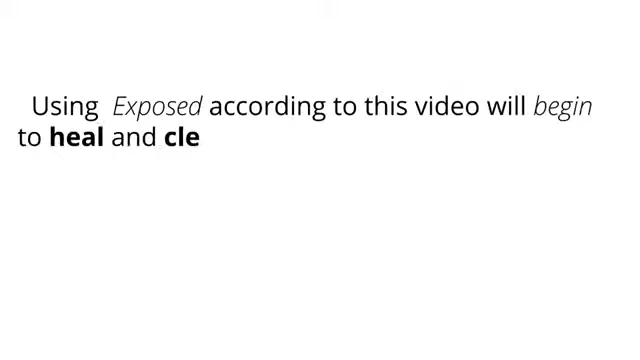 Using Exposed according to this video will begin
to heal and cle